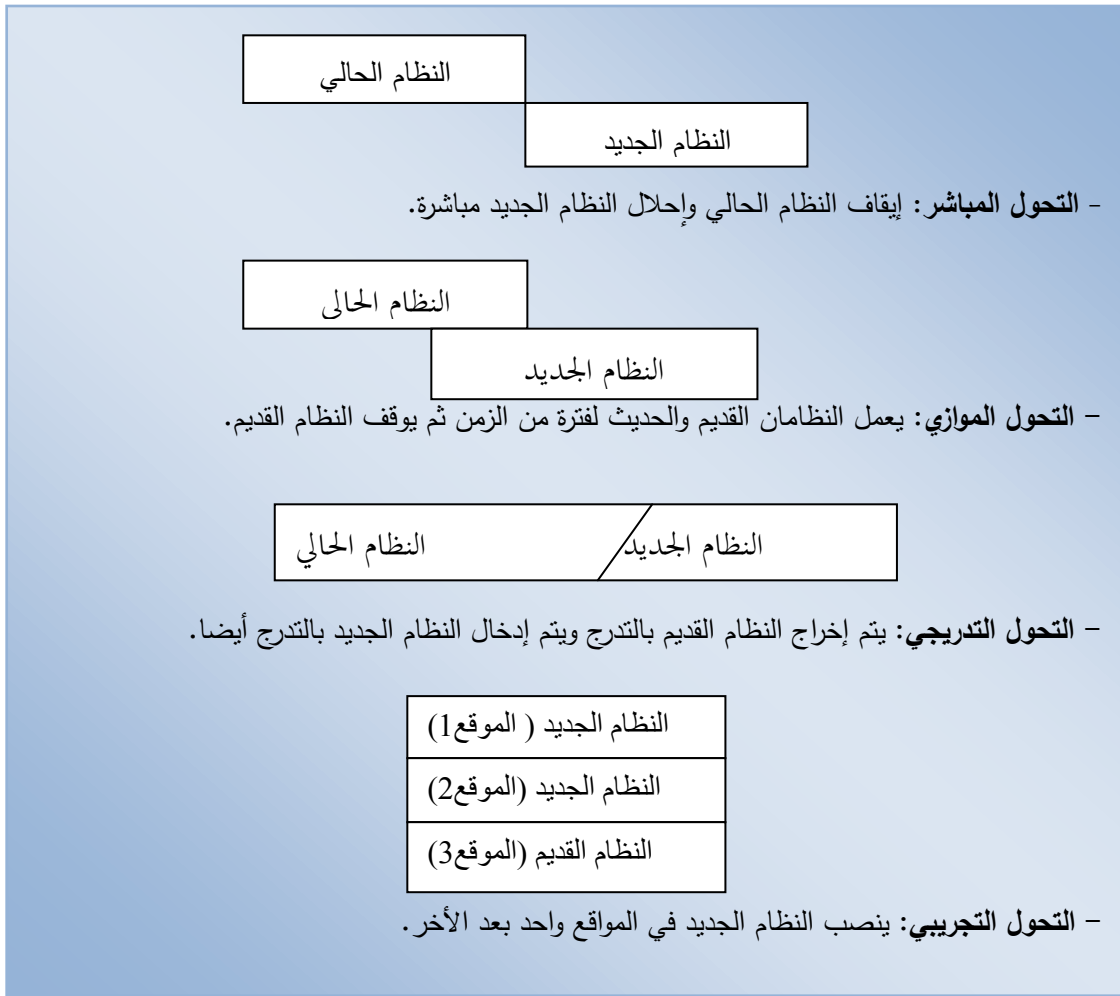 النظام الحالي
النظام الجديد
- التحول المباشر: إيقاف النظام الحالي وإحلال النظام الجديد مباشرة.
النظام الحالى
النظام الجديد
- التحول الموازي: يعمل النظامان القديم والحديث لفترة من الزمن ثم يوقف النظام القديم.
النظام الجديد النظام الحالي
- التحول التدريجي: يتم إخراج النظام القديم بالتدرج ويتم إدخال النظام الجديد بالتدرج أيضا.
النظام الجديد ( الموقع1)
النظام الجديد (الموقع2)
النظام القديم (الموقع3)
- التحول التجريبي: ينصب النظام الجديد في المواقع واحد بعد الأخر.